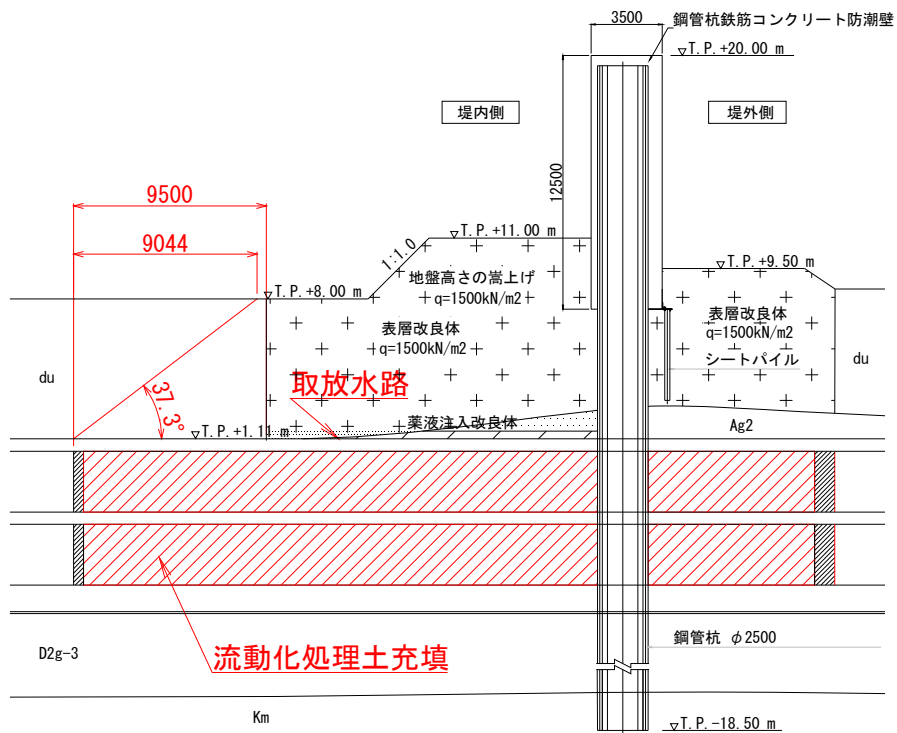 3500
鋼管杭鉄筋コンクリート防潮壁
▽T.P.+20.00 m
堤内側
堤外側
12500
9500
9044
1:1.0
▽T.P.+11.00 m
▽T.P.+9.50 m
地盤高さの嵩上げ
q=1500kN/m2
▽T.P.+8.00 m
表層改良体
q=1500kN/m2
表層改良体
q=1500kN/m2
シートパイル
du
du
37.3°
取放水路
薬液注入改良体
▽T.P.+1.11 m
Ag2
D2g-3
流動化処理土充填
鋼管杭 φ2500
Km
▽T.P.-18.50 m